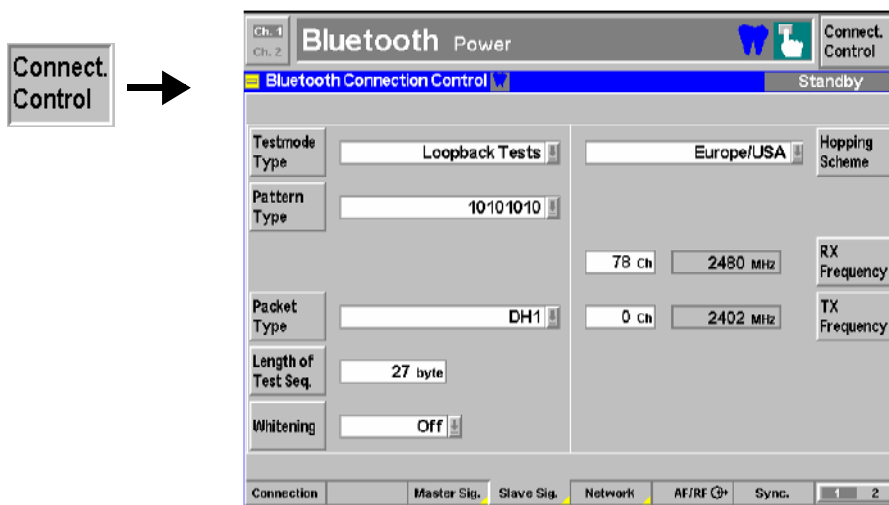 Connect.
Control
Ch. 1
Ch. 2
Bluetooth Power
Connect.
Control
Bluetooth Connection Control
Standby
Testmode
Type
Loopback Tests
Europe/USA
Hopping
Scheme
Pattern
Type
10101010
78 Ch
2480 MHz
RX
Frequency
Packet
Type
DH1
0 Ch
2402 MHz
TX
Frequency
Length of
Test Seq.
27 byte
Whitening
Off
Connection
Master Sig.
Slave Sig.
Network
AF/RF
Sync.
1 2